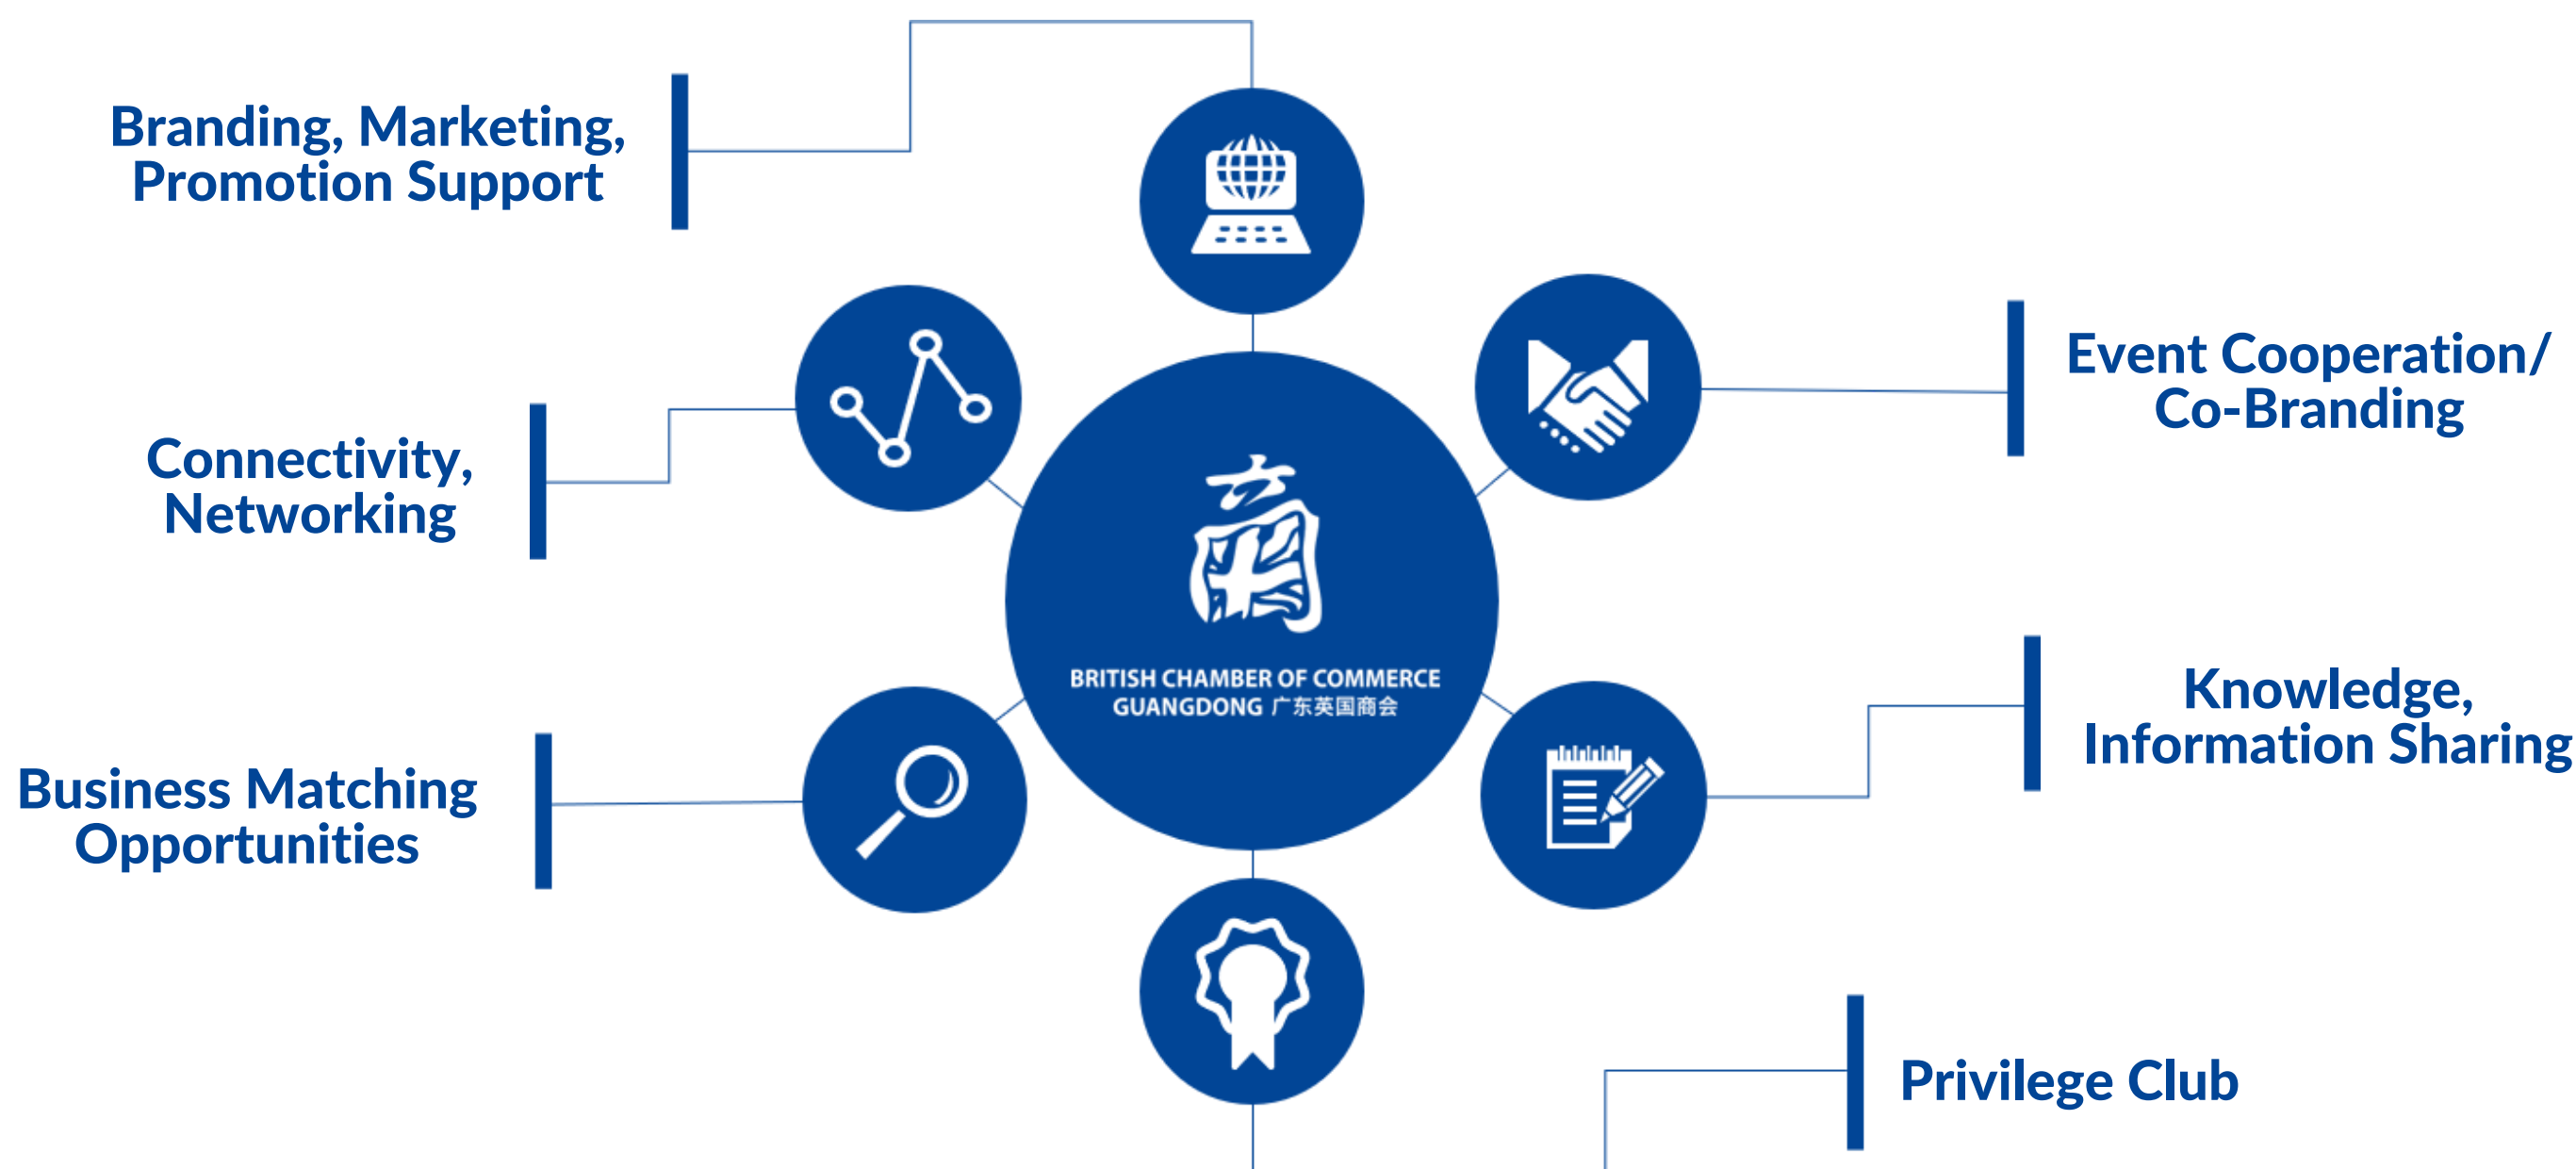 Branding, Marketing,
Promotion Support
Connectivity,
Networking
Business Matching
Opportunities
商
BRITISH CHAMBER OF COMMERCE
GUANGDONG 广东英国商会
Event Cooperation/
Co-Branding
Knowledge,
Information Sharing
Privilege Club